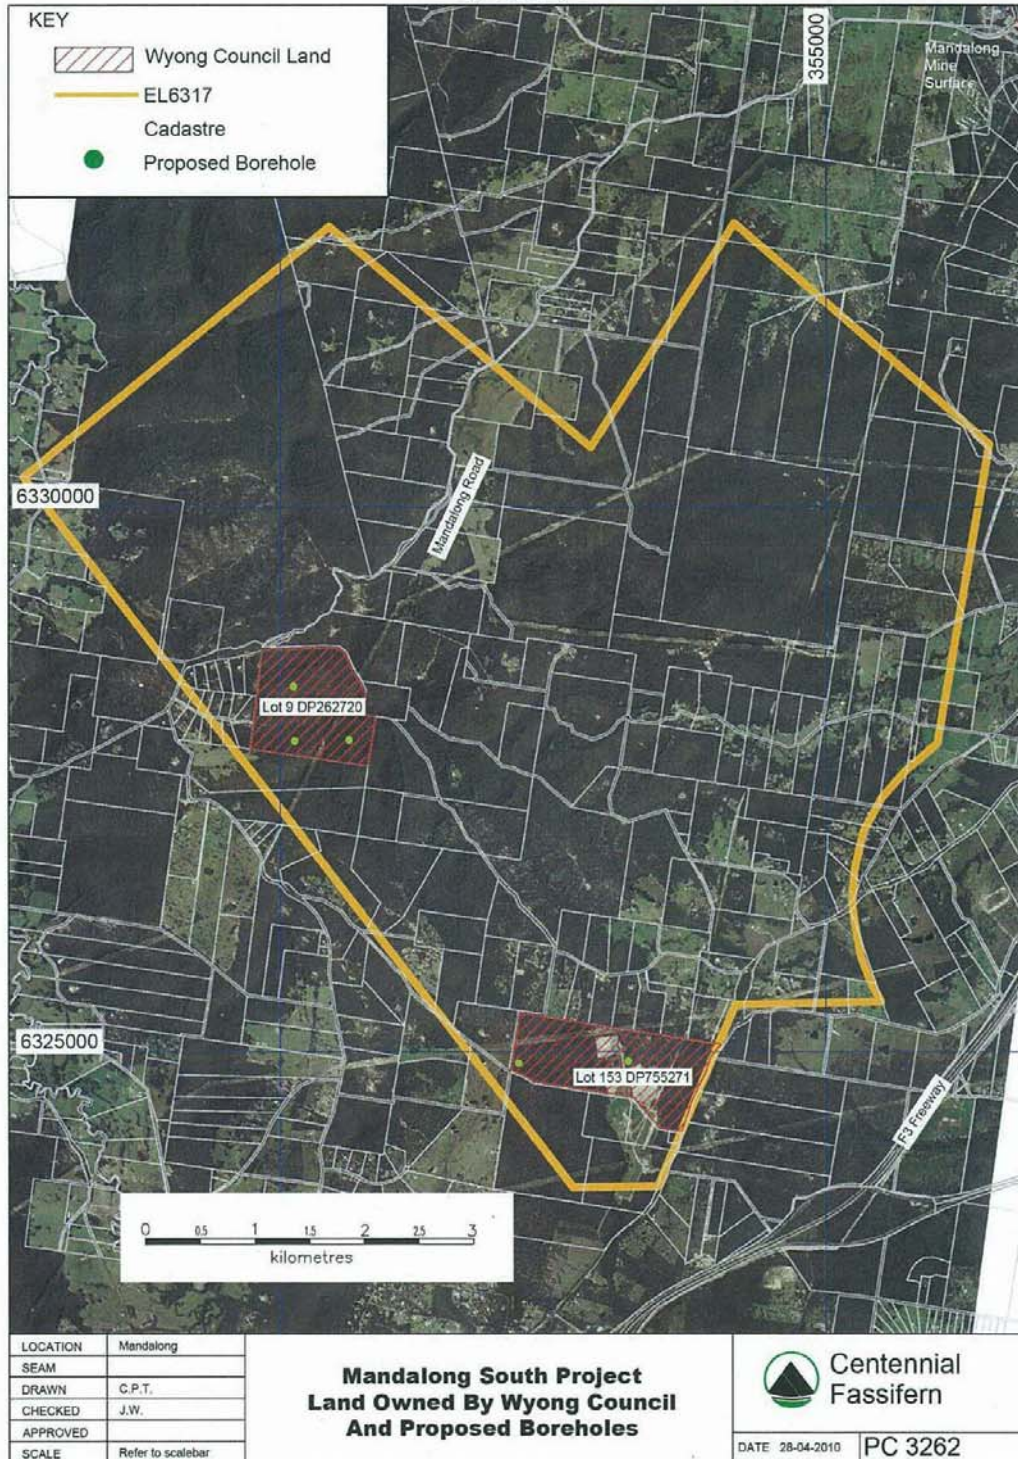 KEY
Wyong Council Land
EL6317
Cadastre
Proposed Borehole
355000
Mandalong
Mine
Surface
6330000
Mandalong Road
Lot 9 DP262720
6325000
Lot 153 DP755271
F3 Freeway
0 0.5 1 1.5 2 2.5 3
kilometres
LOCATION Mandalong
SEAM
DRAWN C.P.T.
CHECKED J.W.
APPROVED
SCALE Refer to scalebar
Mandalong South Project
Land Owned By Wyong Council
And Proposed Boreholes
Centennial
Fassifern
DATE 28-04-2010 PC 3262